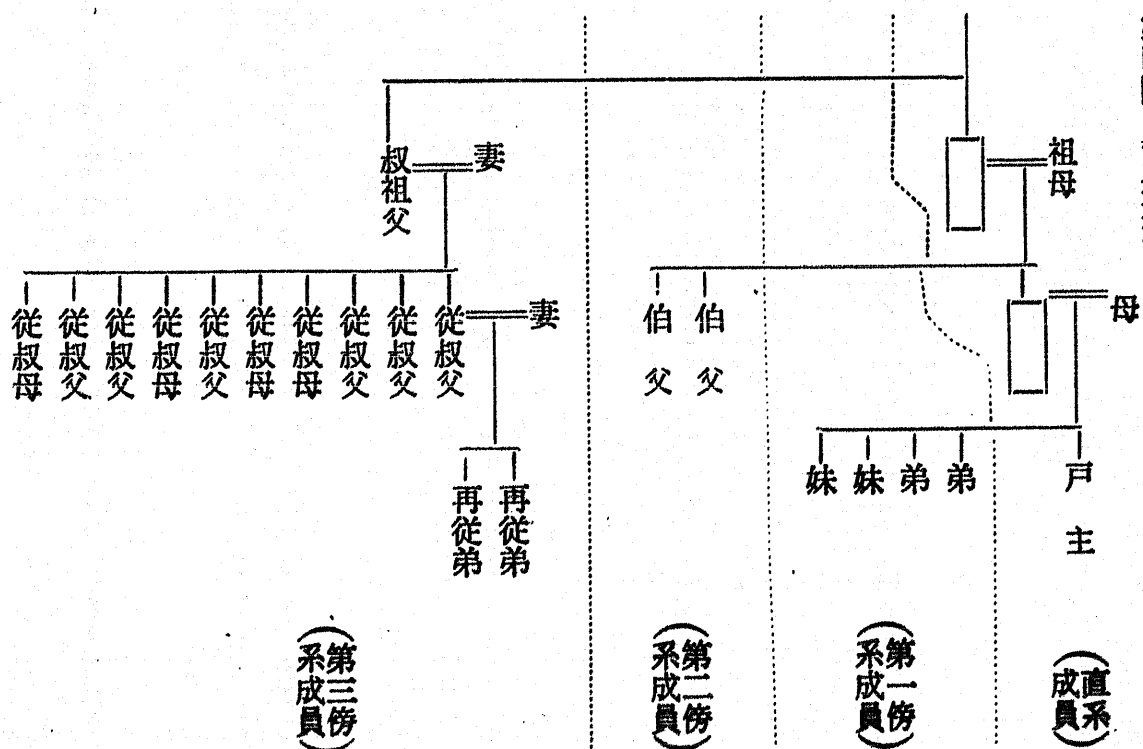 祖母
妻
叔祖父
母
妻
伯父
伯父
従叔父
従叔父
従叔父
従叔母
従叔母
従叔父
従叔母
従叔父
従叔父
従叔母
戸主
弟
弟
妹
妹
再従弟
再従弟
(直系
成員)
(第一傍
系成員)
(第二傍
系成員)
(第三傍
系成員)